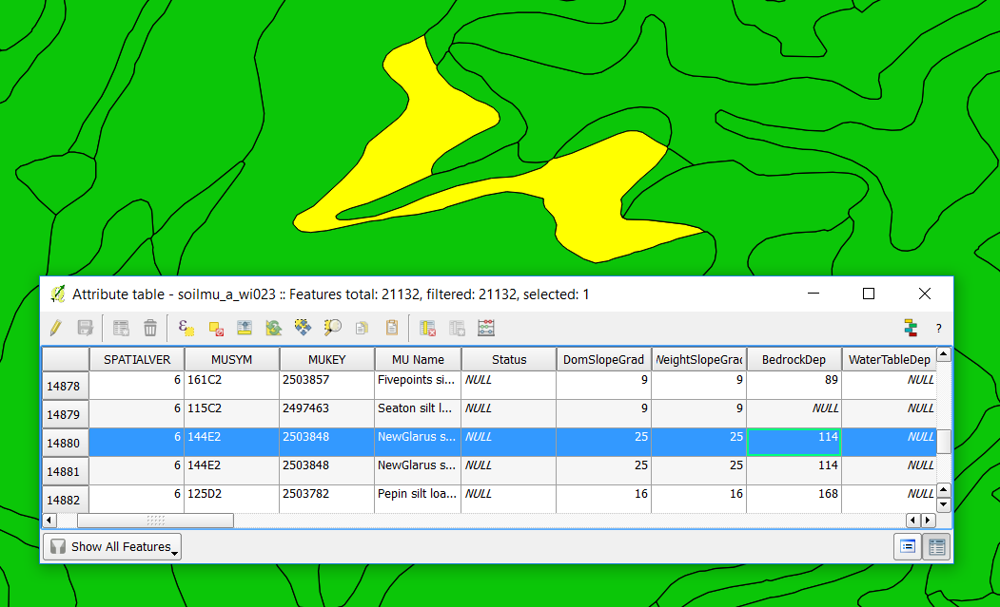 Attribute table - soilmu_a_wi023 :: Features total: 21132, filtered: 21132, selected: 1
ε
?
SPATIALVER MUSYM MUKEY MU Name Status DomSlopeGrad WeightSlopeGrad BedrockDep WaterTableDep
14878 6 161C2 2503857 Fivepoints si... NULL 9 9 89 NULL
14879 6 115C2 2497463 Seaton silt l... NULL 9 9 NULL NULL
14880 6 144E2 2503848 NewGlarus s... NULL 25 25 114 NULL
14881 6 144E2 2503848 NewGlarus s... NULL 25 25 114 NULL
14882 6 125D2 2503782 Pepin silt loa... NULL 16 16 168 NULL
Show All Features